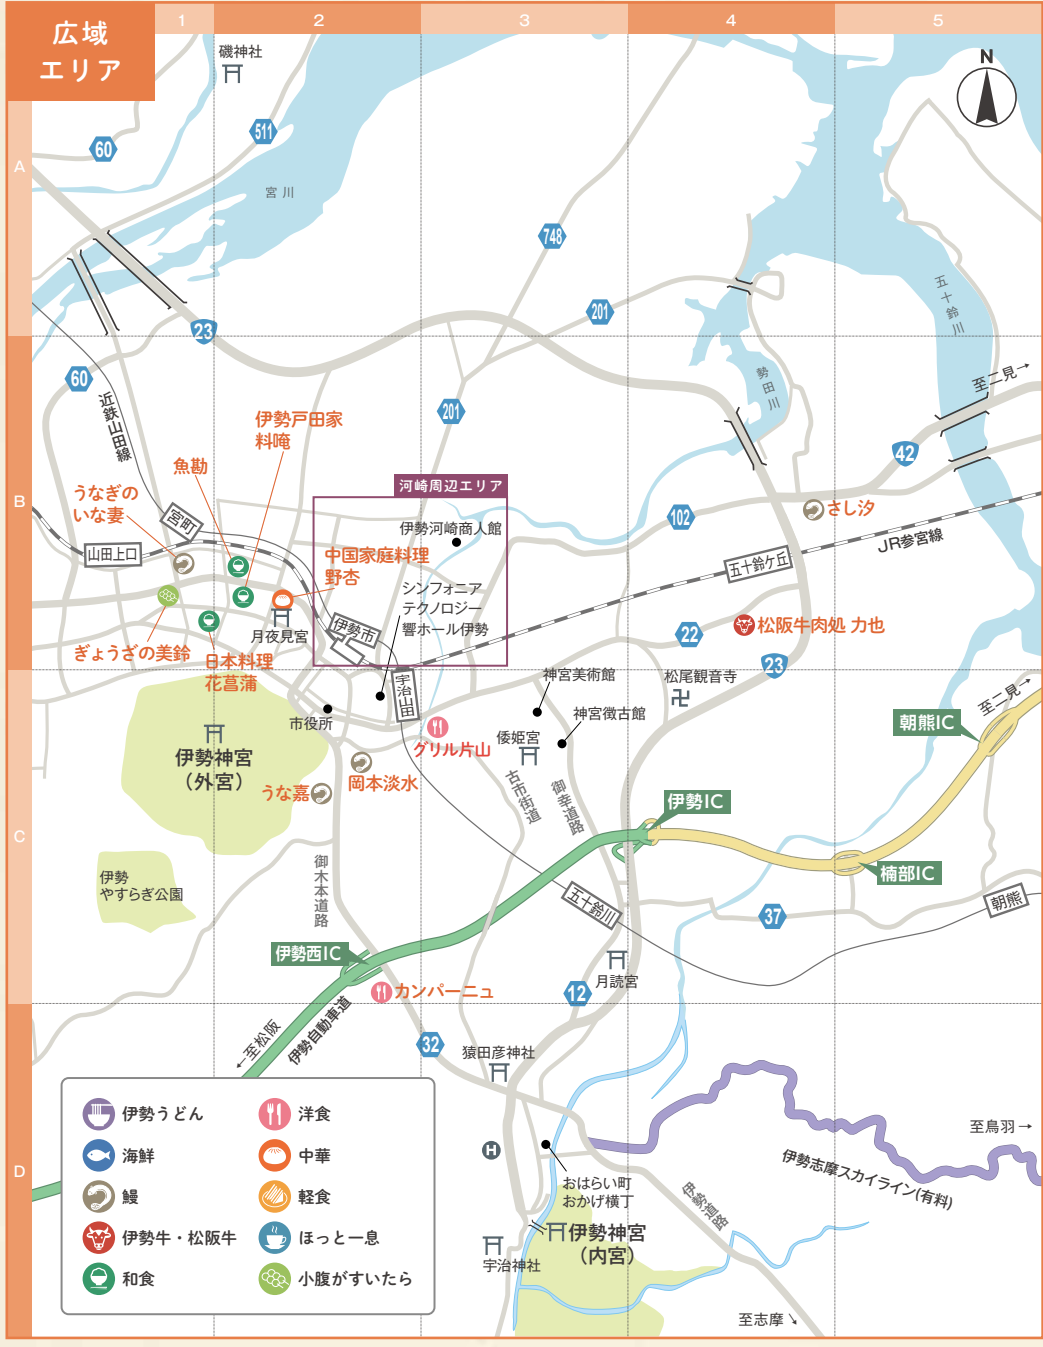 広域
エリア
1
2
3
4
5
A
B
C
D
N
磯神社
60
511
宮川
748
201
23
五十鈴川
60
近鉄山田線
勢田川
至二見→
201
42
伊勢戸田家
料唵
魚勘
うなぎの
いな妻
宮町
山田上口
河崎周辺エリア
伊勢河崎商人館
102
さし汐
JR参宮線
五十鈴ケ丘
中国家庭料理
野杏
シンフォニア
テクノロジー
響ホール伊勢
月夜見宮
伊勢市
22
松阪牛肉処 力也
ぎょうざの美鈴
日本料理
花菖蒲
23
宇治山田
神宮美術館
松尾観音寺
卍
至二見→
市役所
神宮徴古館
朝熊IC
倭姫宮
グリル片山
伊勢神宮
(外宮)
岡本淡水
うな嘉
古市街道
御幸道路
伊勢IC
御木本道路
伊勢
やすらぎ公園
楠部IC
五十鈴川
37
朝熊
伊勢西IC
月読宮
カンパーニュ
12
←至松阪
伊勢自動車道
32
猿田彦神社
伊勢うどん
洋食
海鮮
中華
鰻
軽食
伊勢牛・松阪牛
ほっと一息
和食
小腹がすいたら
H
至鳥羽→
伊勢志摩スカイライン(有料)
おはらい町
おかげ横丁
伊勢道路
伊勢神宮
(内宮)
宇治神社
至志摩↘